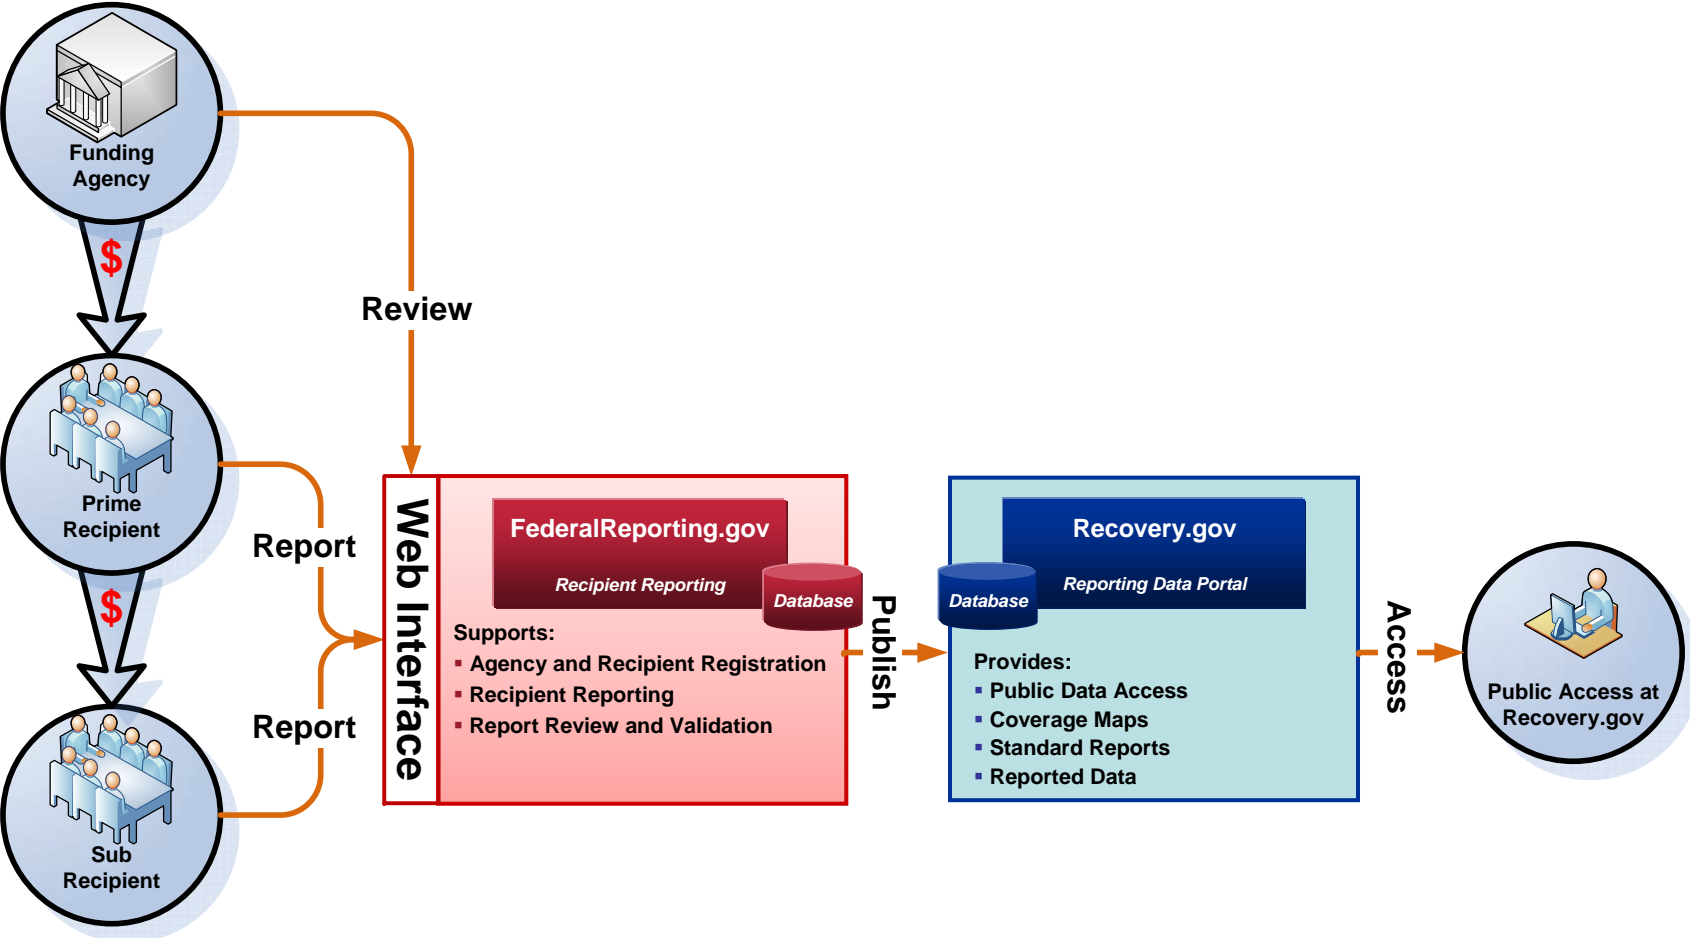 Funding
Agency
$
Review
Prime
Recipient
Report
$
Report
Sub
Recipient
Web Interface
FederalReporting.gov
Recipient Reporting
Database
Supports:
▪ Agency and Recipient Registration
▪ Recipient Reporting
▪ Report Review and Validation
Publish
Recovery.gov
Reporting Data Portal
Database
Provides:
▪ Public Data Access
▪ Coverage Maps
▪ Standard Reports
▪ Reported Data
Access
Public Access at
Recovery.gov